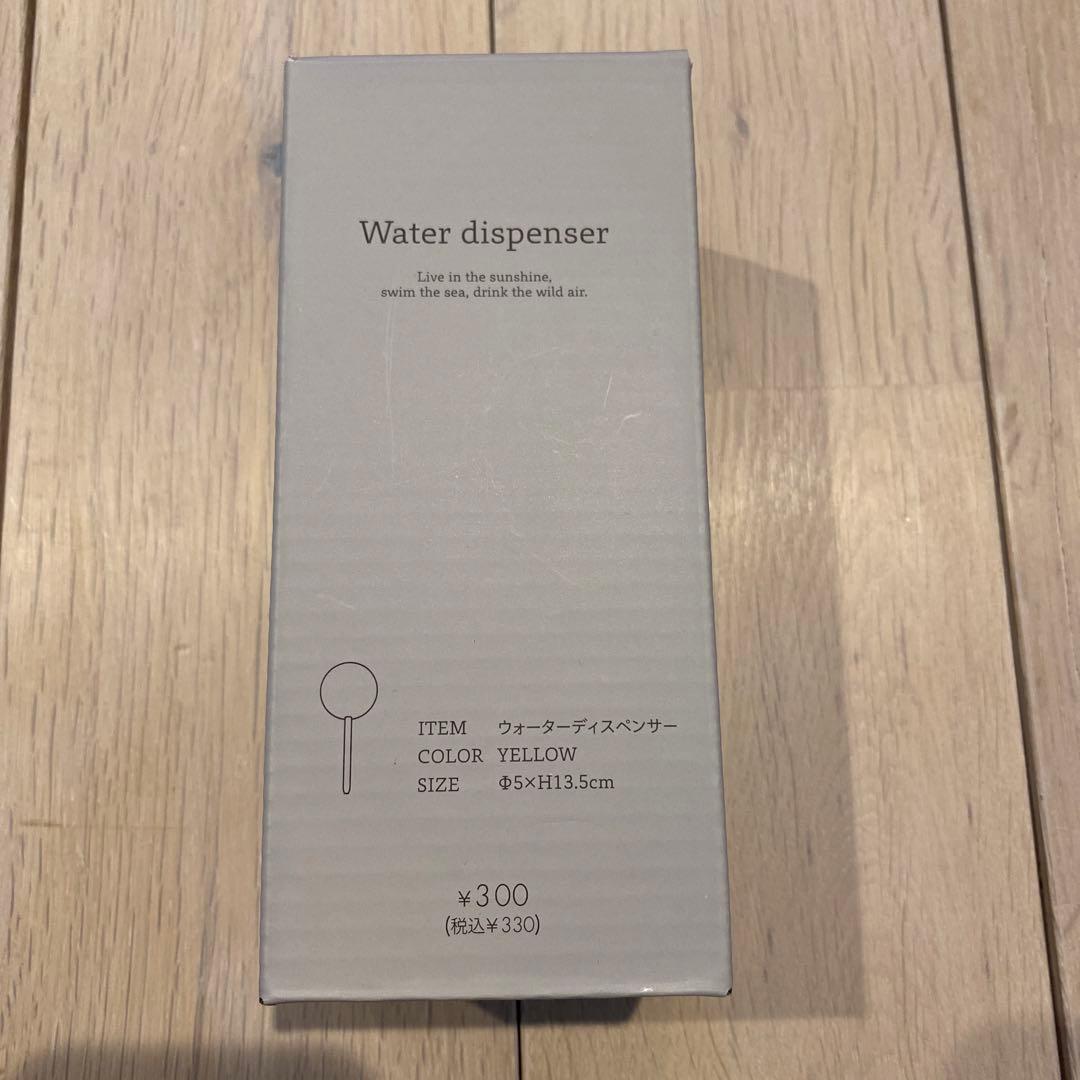 Water dispenser
Live in the sunshine,
swim the sea, drink the wild air.
ITEM ウォーターディスペンサー
COLOR YELLOW
SIZE Φ5×H13.5cm
¥300
(税込¥330)